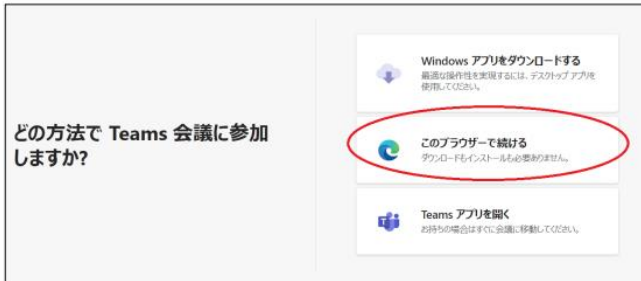 どの方法で Teams 会議に参加
しますか?
Windows アプリをダウンロードする
最適な操作性を実現するには、デスクトップ アプリを
使用してください。
このブラウザーで続ける
ダウンロードもインストールも必要ありません。
Teams アプリを開く
お持ちの場合はすぐに会議に移動してください。